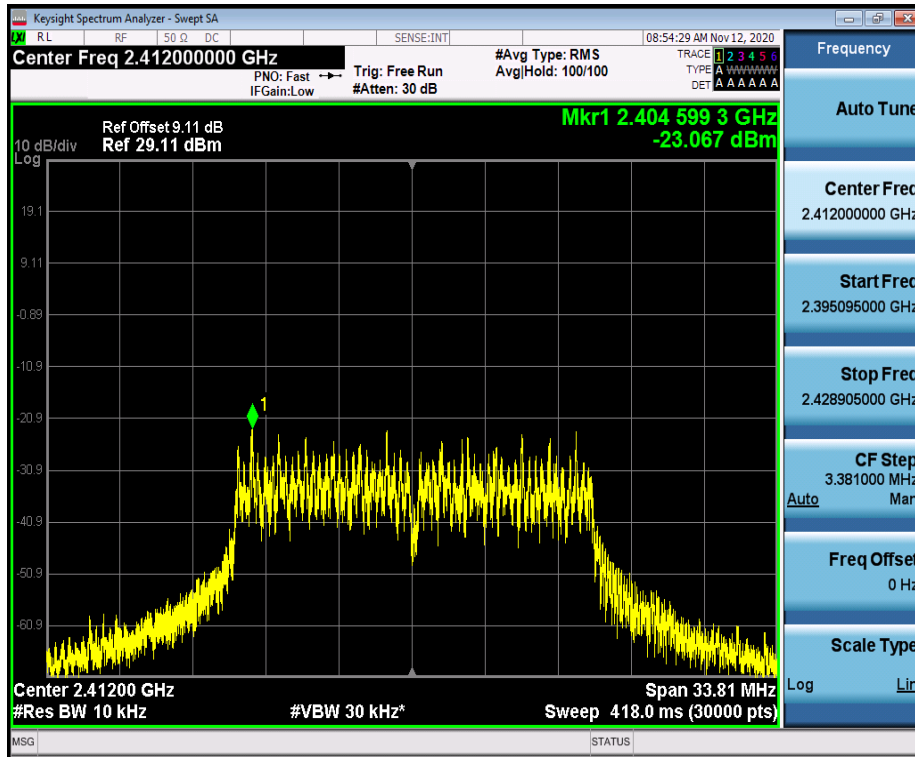 Keysight Spectrum Analyzer - Swept SA
LXI RL RF 50 Ω DC SENSE:INT 08:54:29 AM Nov 12, 2020
Center Freq 2.412000000 GHz
PNO: Fast
IFGain:Low
Trig: Free Run
#Atten: 30 dB
#Avg Type: RMS
Avg|Hold: 100/100
TRACE 1 2 3 4 5 6
TYPE A WWWWW
DET A A A A A A
Mkr1 2.404 599 3 GHz
-23.067 dBm
Ref Offset 9.11 dB
10 dB/div Ref 29.11 dBm
Log
19.1
9.11
-0.89
-10.9
-20.9
-30.9
-40.9
-50.9
-60.9
1
Center 2.41200 GHz Span 33.81 MHz
#Res BW 10 kHz #VBW 30 kHz* Sweep 418.0 ms (30000 pts)
MSG STATUS
Frequency
Auto Tune
Center Freq
2.412000000 GHz
Start Freq
2.395095000 GHz
Stop Freq
2.428905000 GHz
CF Step
3.381000 MHz
Auto Man
Freq Offset
0 Hz
Scale Type
Log Lin